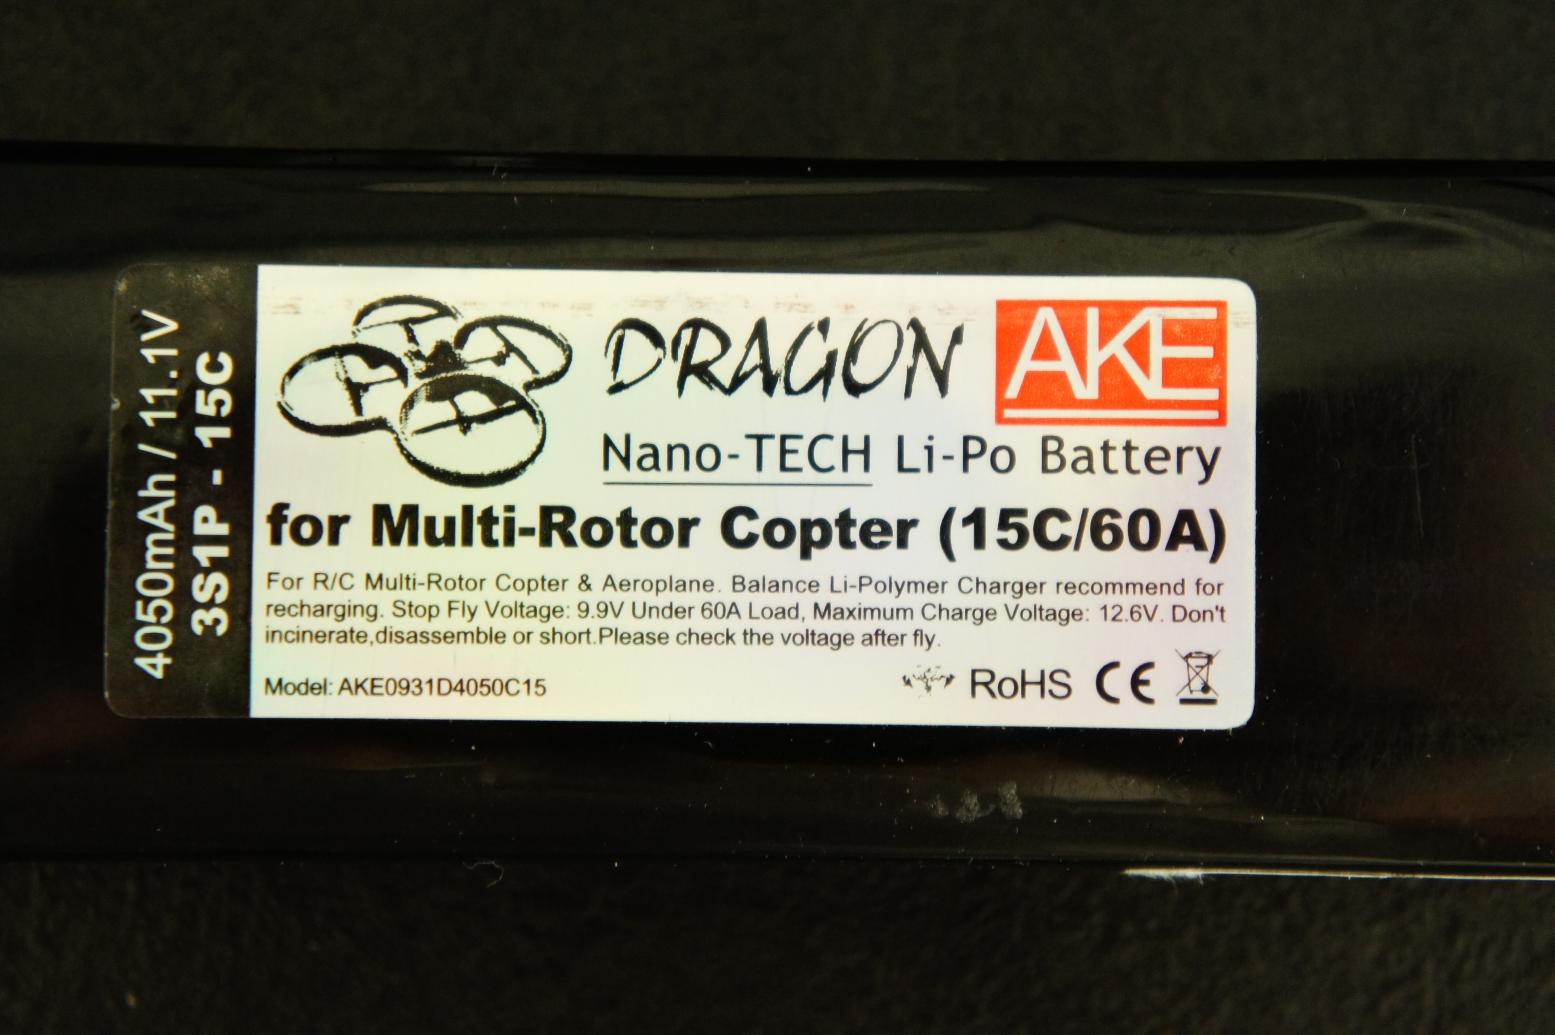 4050mAh / 11.1V
3S1P - 15C
DRAGON
AKE
Nano-TECH Li-Po Battery
for Multi-Rotor Copter (15C/60A)
For R/C Multi-Rotor Copter & Aeroplane. Balance Li-Polymer Charger recommend for
recharging. Stop Fly Voltage: 9.9V Under 60A Load, Maximum Charge Voltage: 12.6V. Don't
incinerate,disassemble or short.Please check the voltage after fly.
Model: AKE0931D4050C15
RoHS CE